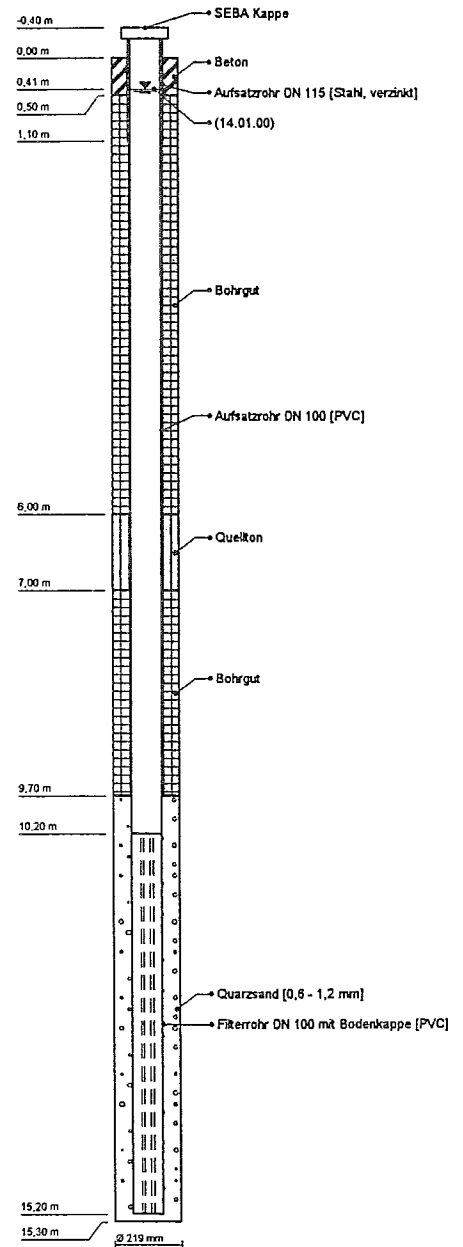 -0,40 m
SEBA Kappe
0,00 m
Beton
0,41 m
Aufsatzrohr DN 115 [Stahl, verzinkt]
0,50 m
(14.01.00)
1,10 m
Bohrgut
Aufsatzrohr DN 100 [PVC]
6,00 m
Quellton
7,00 m
Bohrgut
9,70 m
10,20 m
Quarzsand [0,6 - 1,2 mm]
Filterrohr DN 100 mit Bodenkappe [PVC]
15,20 m
15,30 m
Ø 219 mm